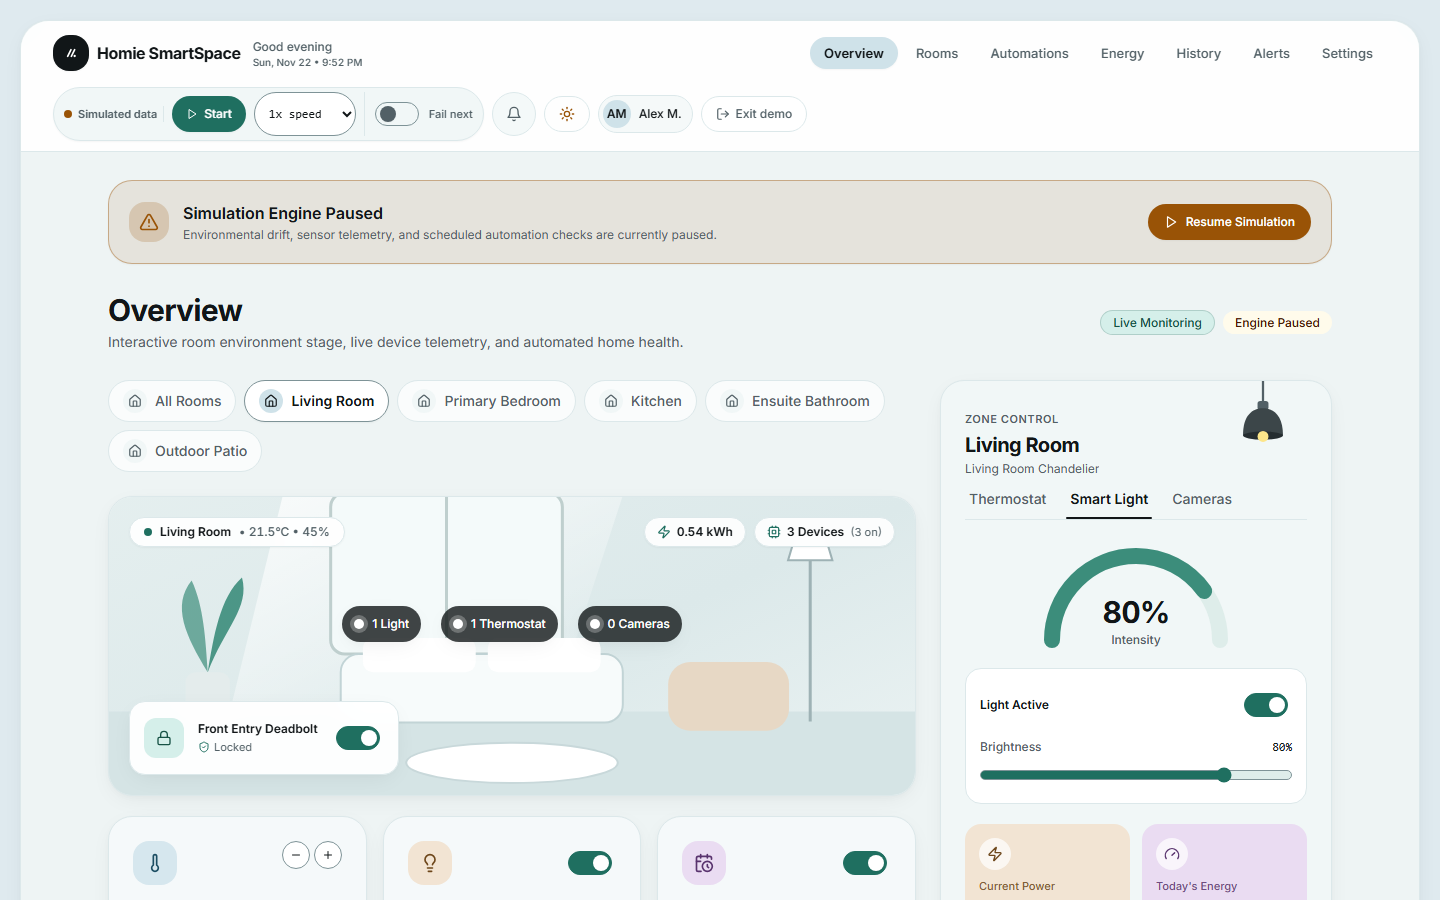 Homie SmartSpace
Good evening
Sun, Nov 22 • 9:52 PM
Overview
Rooms
Automations
Energy
History
Alerts
Settings
Simulated data
Start
1x speed
Fail next
AM
Alex M.
Exit demo
Simulation Engine Paused
Environmental drift, sensor telemetry, and scheduled automation checks are currently paused.
Resume Simulation
Overview
Interactive room environment stage, live device telemetry, and automated home health.
Live Monitoring
Engine Paused
All Rooms
Living Room
Primary Bedroom
Kitchen
Ensuite Bathroom
Outdoor Patio
Living Room • 21.5°C • 45%
0.54 kWh
3 Devices (3 on)
1 Light
1 Thermostat
0 Cameras
Front Entry Deadbolt
Locked
ZONE CONTROL
Living Room
Living Room Chandelier
Thermostat
Smart Light
Cameras
80%
Intensity
Light Active
Brightness
80%
Current Power
Today's Energy